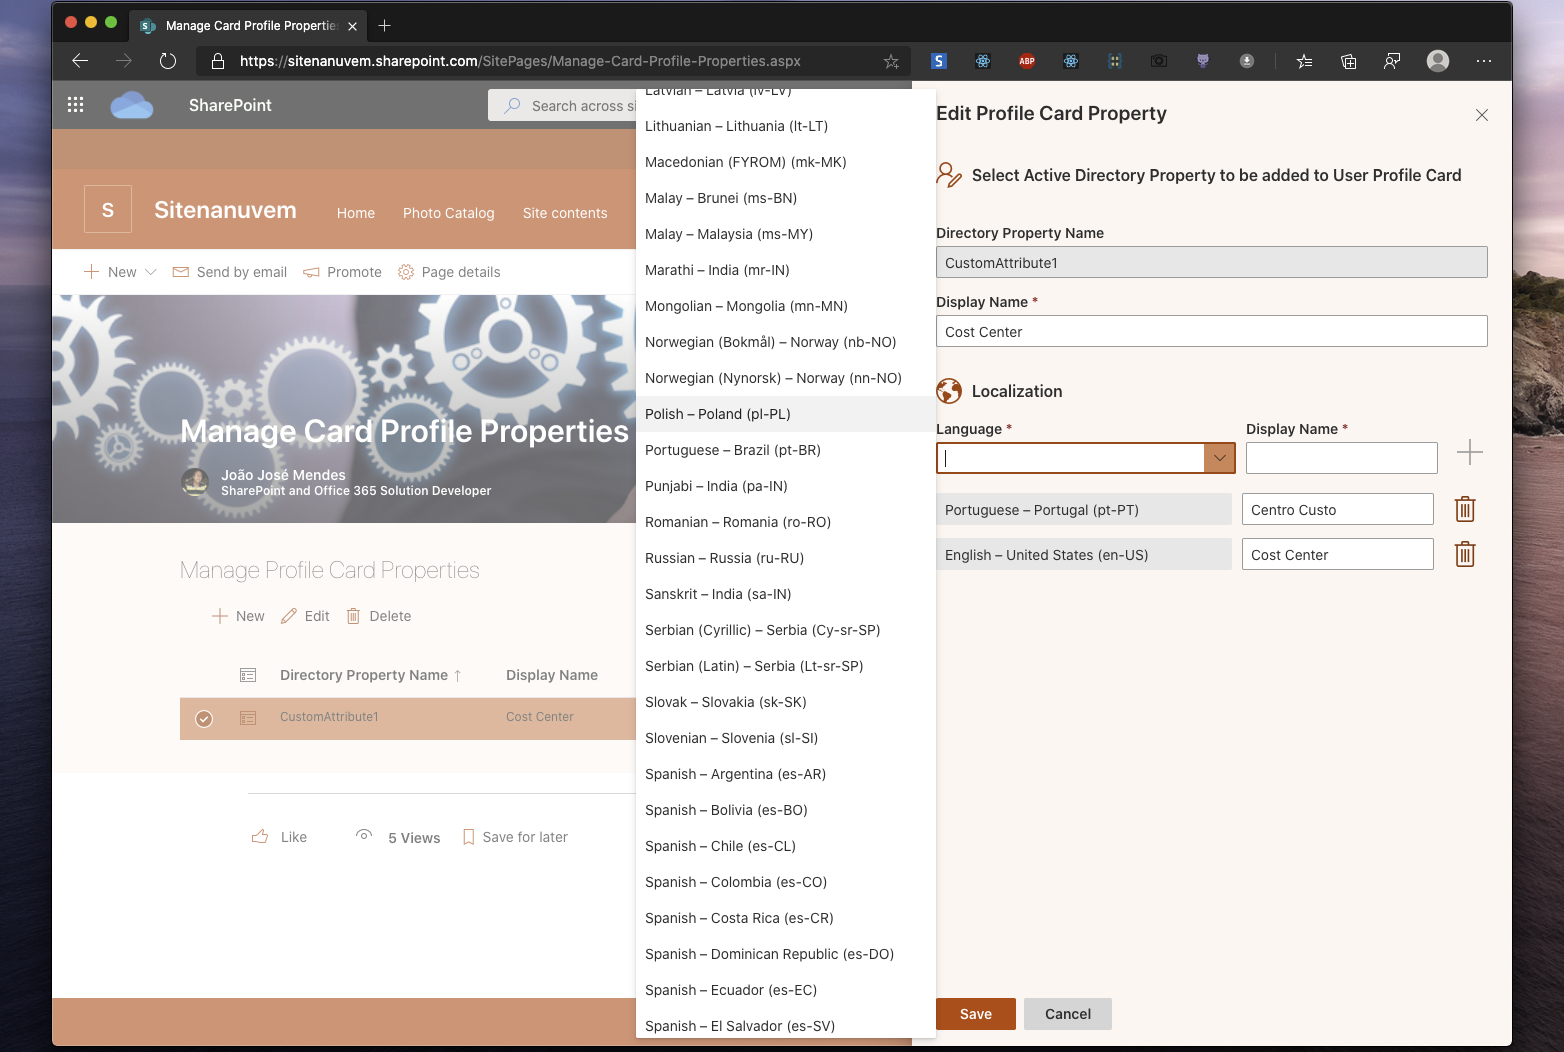 Manage Card Profile Propertie
https://sitenanuvem.sharepoint.com/SitePages/Manage-Card-Profile-Properties.aspx
S
ABP
SharePoint
Search across si
S
Sitenanuvem
Home
Photo Catalog
Site contents
New
Send by email
Promote
Page details
Manage Card Profile Properties
João José Mendes
SharePoint and Office 365 Solution Developer
Manage Profile Card Properties
New
Edit
Delete
Directory Property Name ↑
Display Name
CustomAttribute1
Cost Center
Like
5 Views
Save for later
Latvian – Latvia (lv-LV)
Lithuanian – Lithuania (lt-LT)
Macedonian (FYROM) (mk-MK)
Malay – Brunei (ms-BN)
Malay – Malaysia (ms-MY)
Marathi – India (mr-IN)
Mongolian – Mongolia (mn-MN)
Norwegian (Bokmål) – Norway (nb-NO)
Norwegian (Nynorsk) – Norway (nn-NO)
Polish – Poland (pl-PL)
Portuguese – Brazil (pt-BR)
Punjabi – India (pa-IN)
Romanian – Romania (ro-RO)
Russian – Russia (ru-RU)
Sanskrit – India (sa-IN)
Serbian (Cyrillic) – Serbia (Cy-sr-SP)
Serbian (Latin) – Serbia (Lt-sr-SP)
Slovak – Slovakia (sk-SK)
Slovenian – Slovenia (sl-SI)
Spanish – Argentina (es-AR)
Spanish – Bolivia (es-BO)
Spanish – Chile (es-CL)
Spanish – Colombia (es-CO)
Spanish – Costa Rica (es-CR)
Spanish – Dominican Republic (es-DO)
Spanish – Ecuador (es-EC)
Spanish – El Salvador (es-SV)
Edit Profile Card Property
Select Active Directory Property to be added to User Profile Card
Directory Property Name
CustomAttribute1
Display Name *
Cost Center
Localization
Language *
Display Name *
Portuguese – Portugal (pt-PT)
Centro Custo
English – United States (en-US)
Cost Center
Save
Cancel